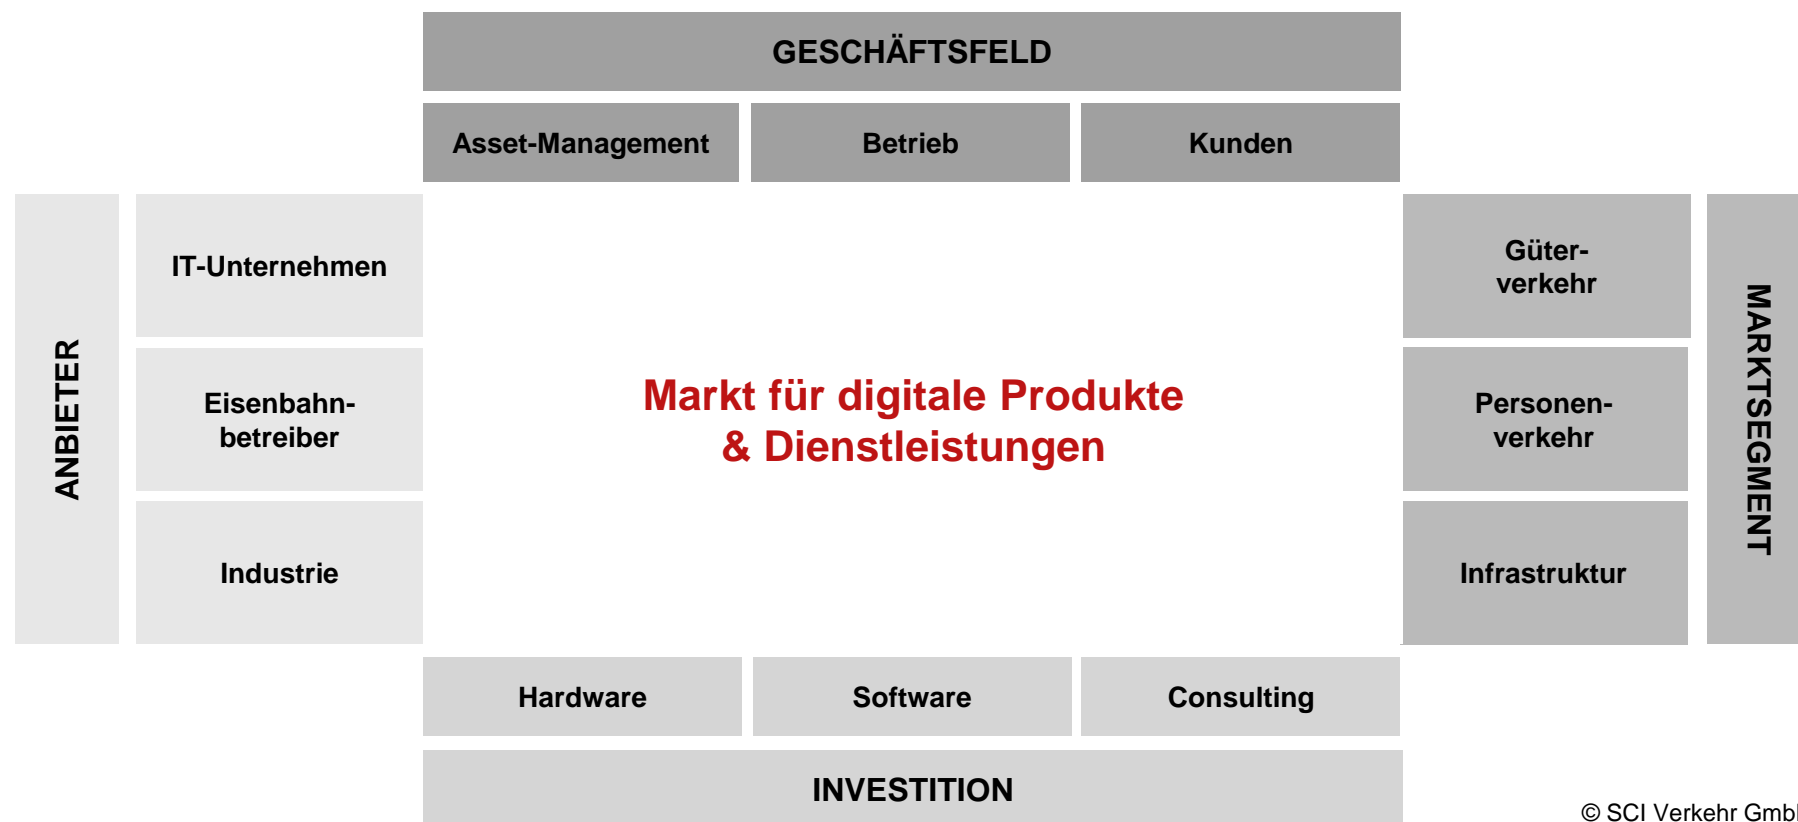 GESCHÄFTSFELD
Asset-Management
Betrieb
Kunden
ANBIETER
IT-Unternehmen
Eisenbahn-
betreiber
Industrie
Markt für digitale Produkte
& Dienstleistungen
Güter-
verkehr
Personen-
verkehr
Infrastruktur
MARKTSEGMENT
Hardware
Software
Consulting
INVESTITION
© SCI Verkehr